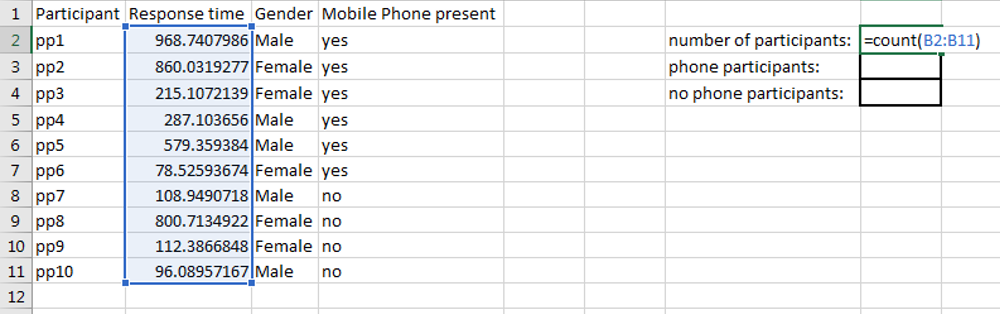 1 Participant Response time Gender Mobile Phone present
2 pp1 968.7407986 Male yes number of participants: =count(B2:B11)
3 pp2 860.0319277 Female yes phone participants:
4 pp3 215.1072139 Female yes no phone participants:
5 pp4 287.103656 Male yes
6 pp5 579.359384 Male yes
7 pp6 78.52593674 Female yes
8 pp7 108.9490718 Male no
9 pp8 800.7134922 Female no
10 pp9 112.3866848 Female no
11 pp10 96.08957167 Male no
12